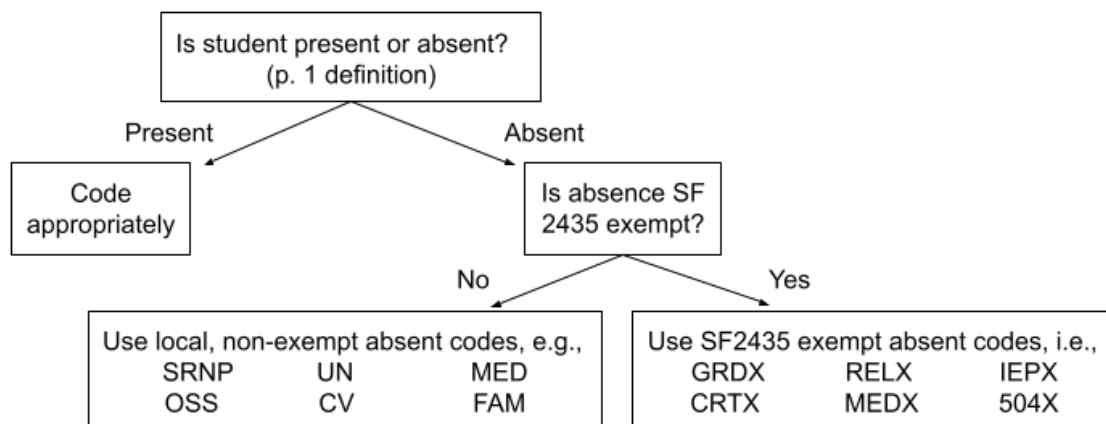 Is student present or absent?
(p. 1 definition)
Present
Absent
Code
appropriately
Is absence SF
2435 exempt?
No
Yes
Use local, non-exempt absent codes, e.g.,
SRNP UN MED
OSS CV FAM
Use SF2435 exempt absent codes, i.e.,
GRDX RELX IEPX
CRTX MEDX 504X